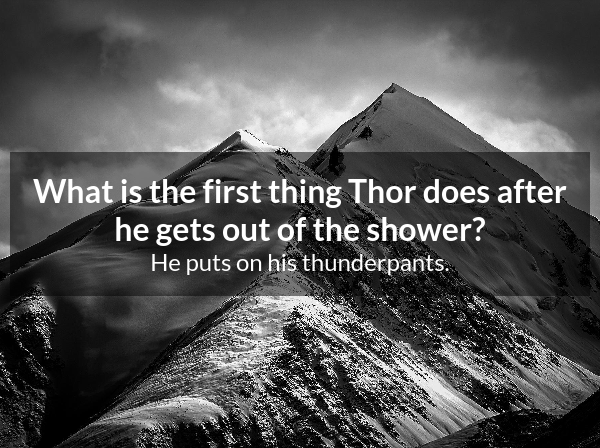 What is the first thing Thor does after
he gets out of the shower?
He puts on his thunderpants.